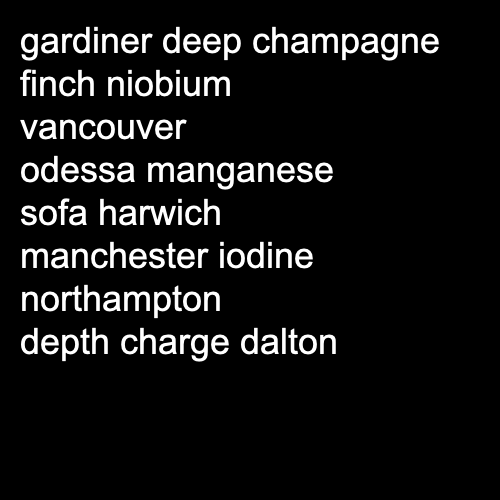 gardiner deep champagne
finch niobium
vancouver
odessa manganese
sofa harwich
manchester iodine
northampton
depth charge dalton